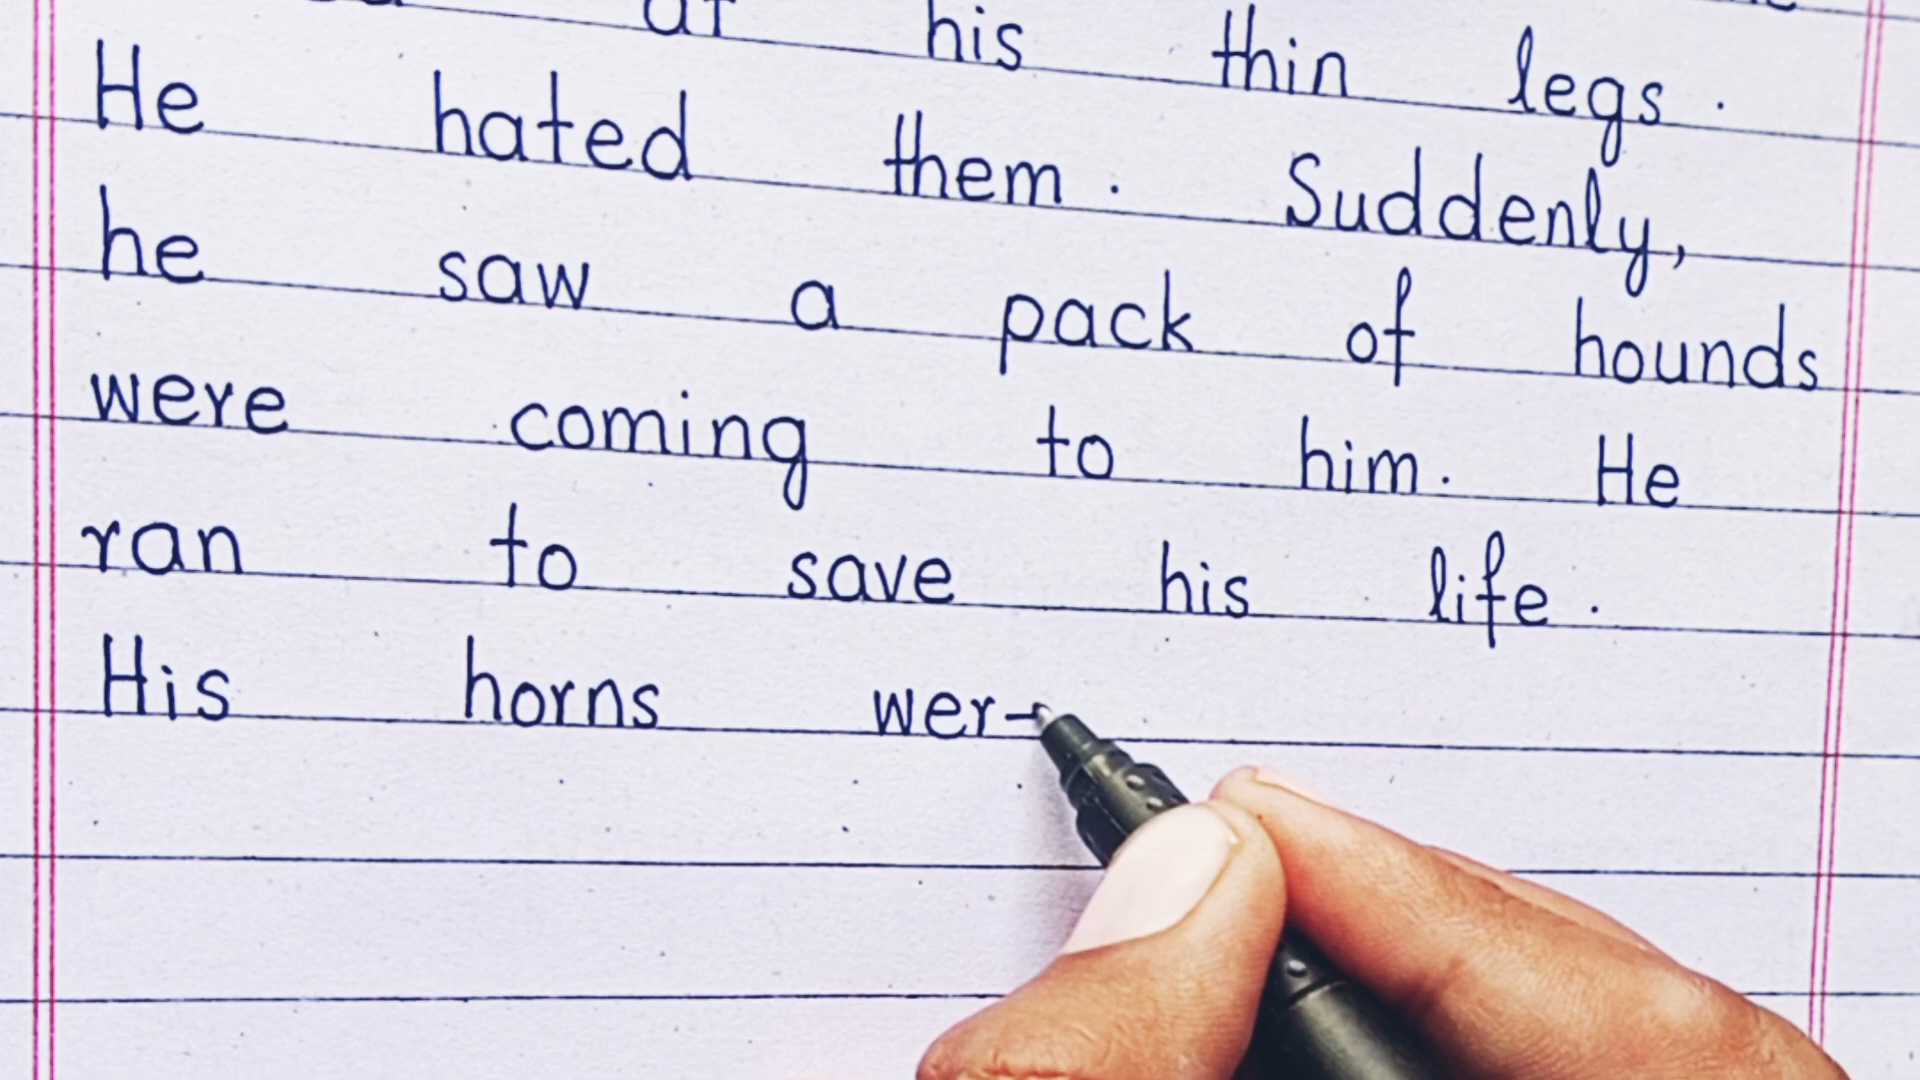 at his thin legs.
He hated them. Suddenly,
he saw a pack of hounds
were coming to him. He
ran to save his life.
His horns wer